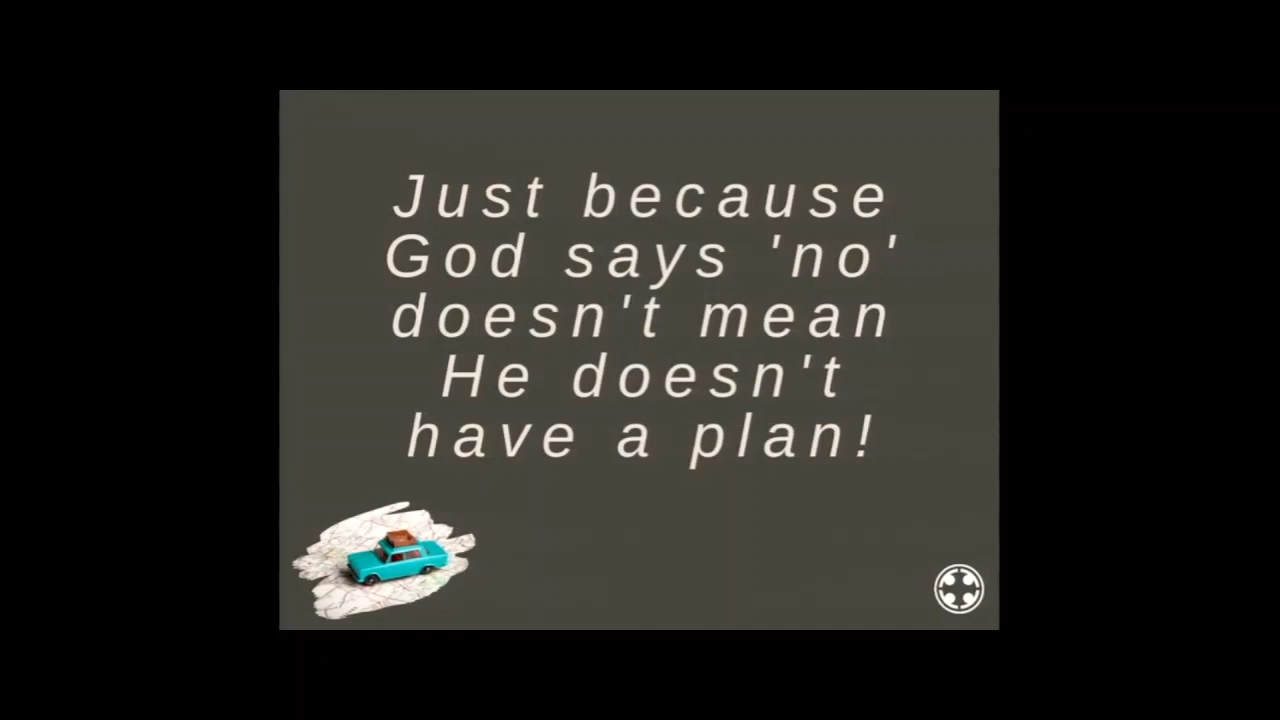 Just because
God says 'no'
doesn't mean
He doesn't
have a plan!